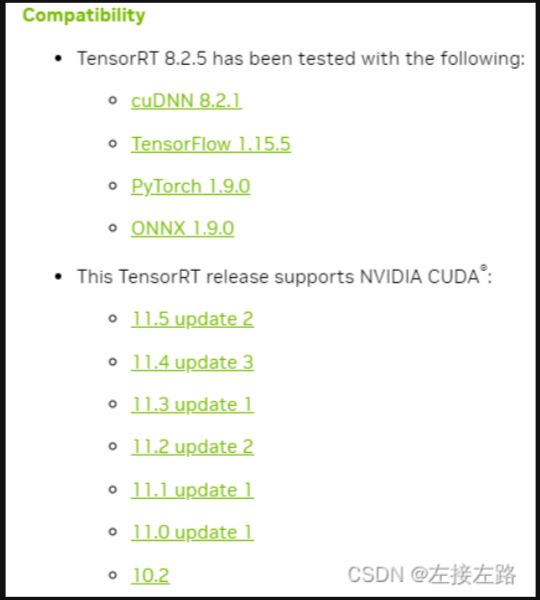 Compatibility
TensorRT 8.2.5 has been tested with the following:
cuDNN 8.2.1
TensorFlow 1.15.5
PyTorch 1.9.0
ONNX 1.9.0
This TensorRT release supports NVIDIA CUDA®:
11.5 update 2
11.4 update 3
11.3 update 1
11.2 update 2
11.1 update 1
11.0 update 1
10.2
CSDN @左接左路